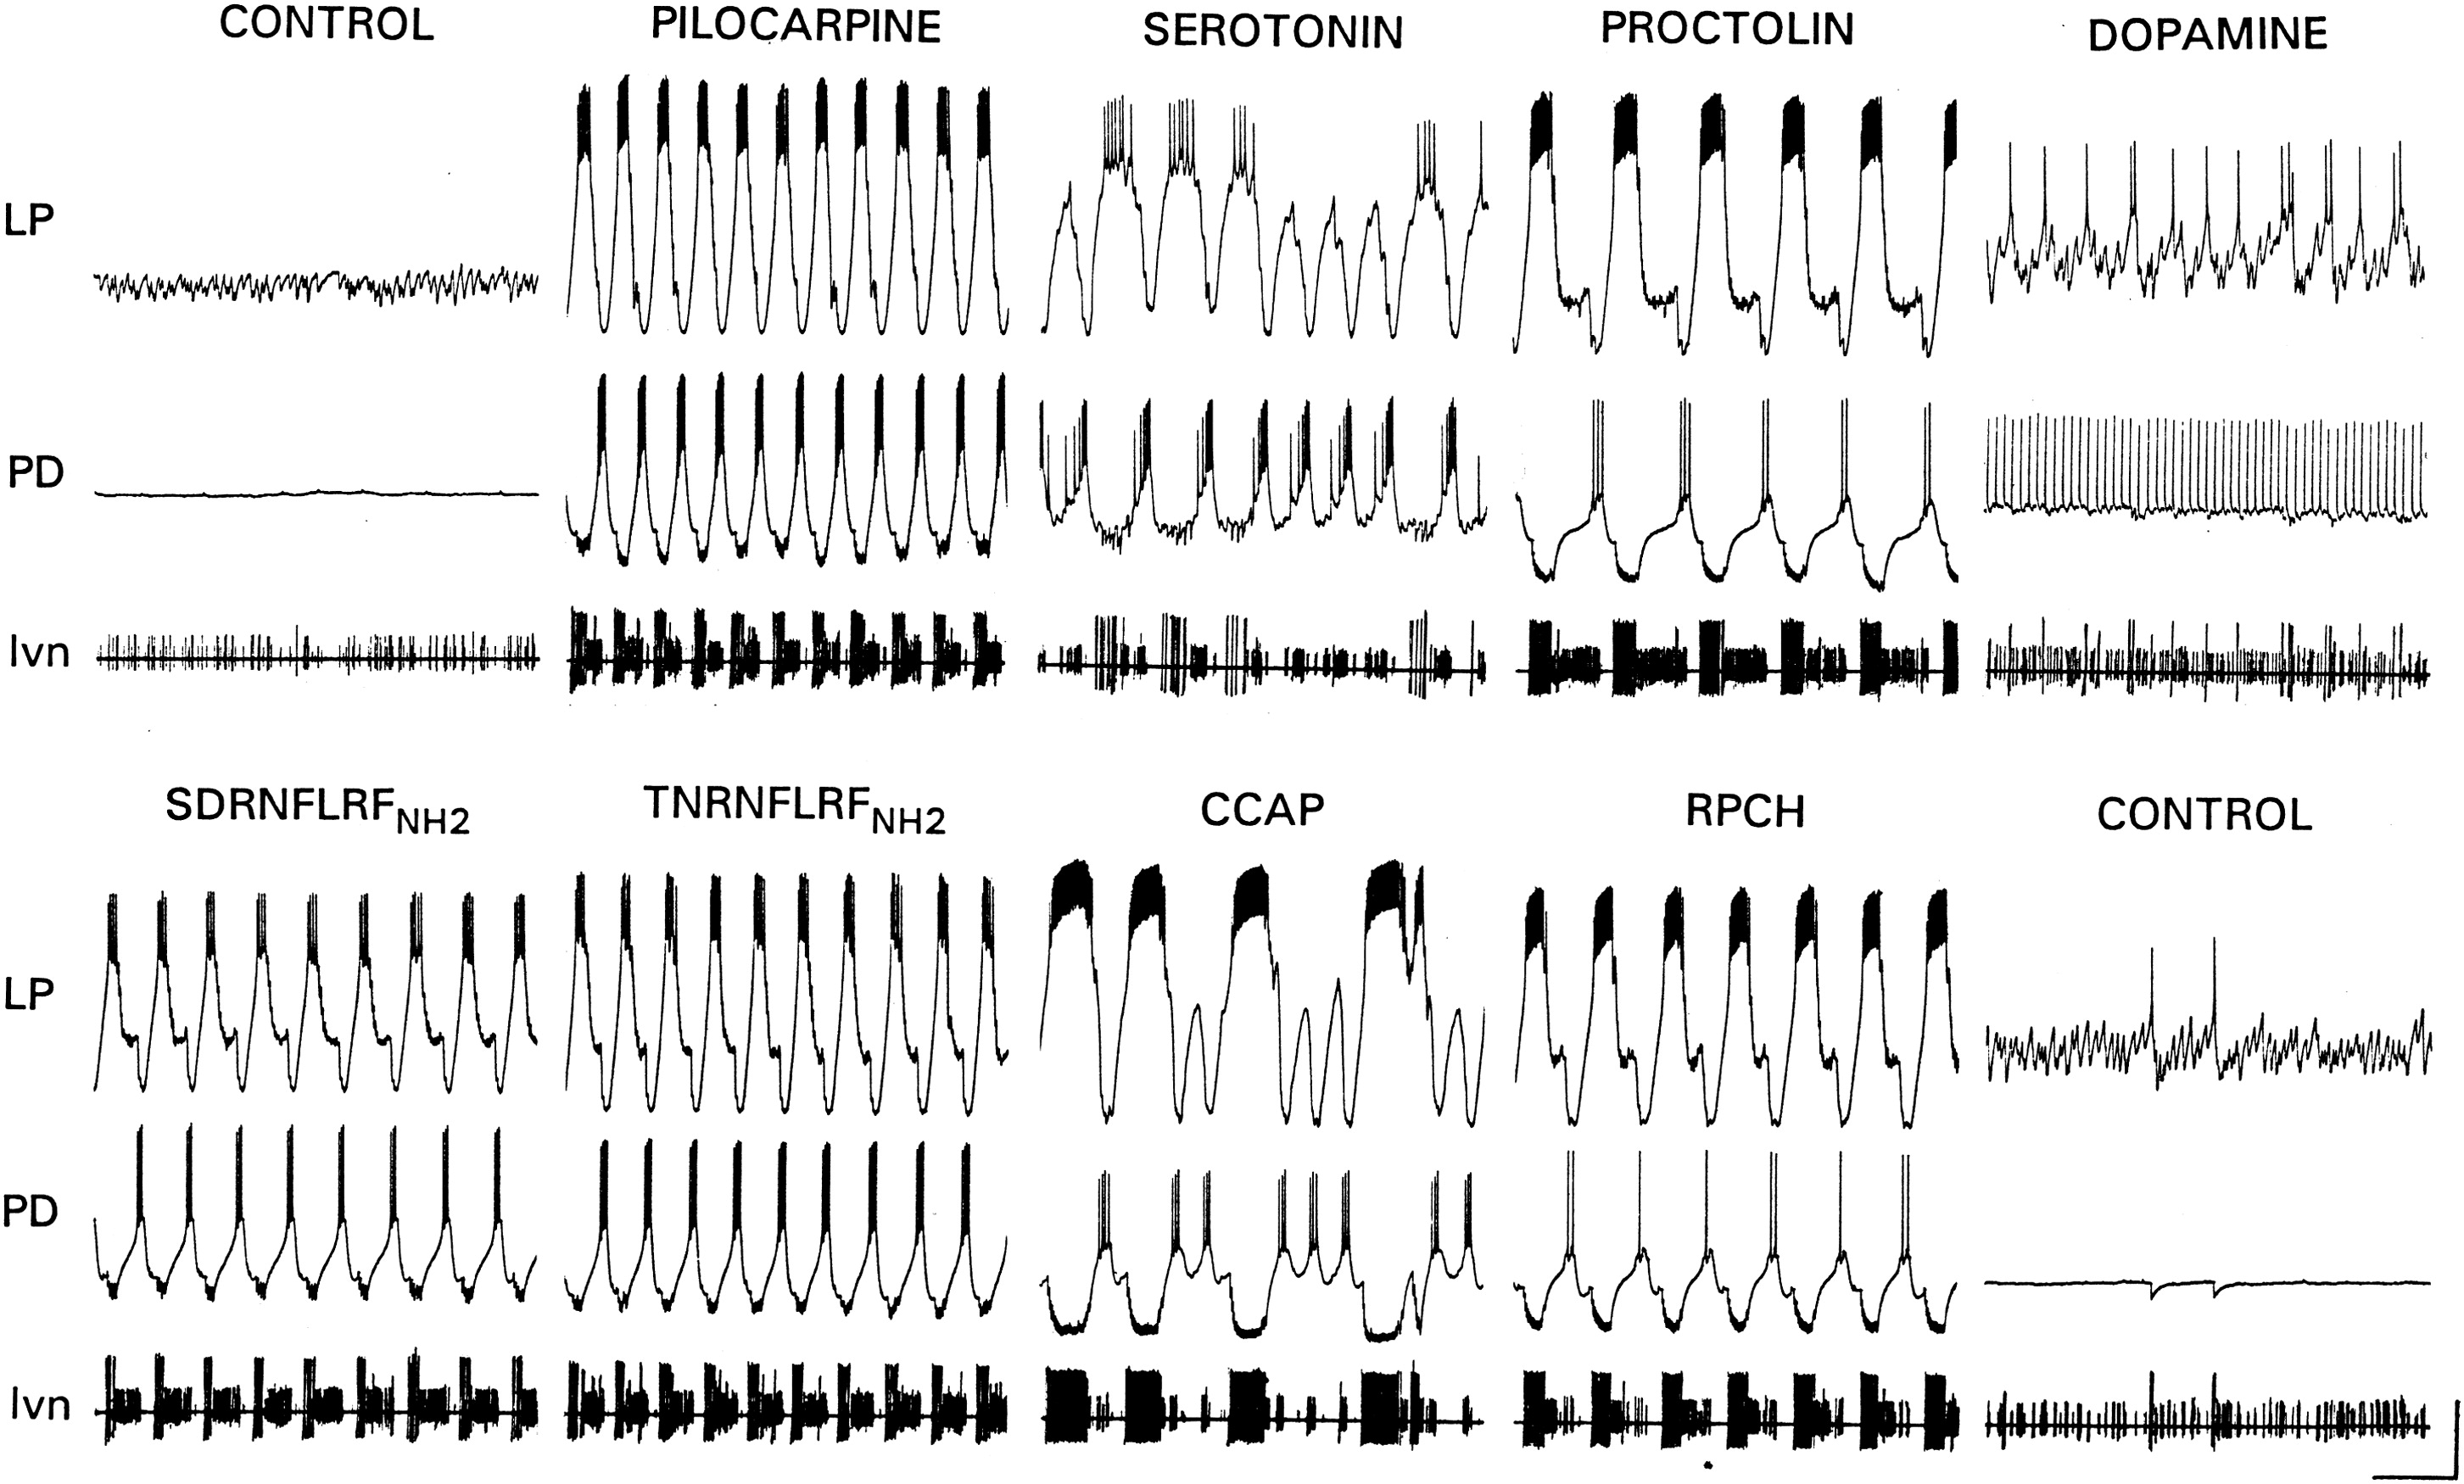 CONTROL PILOCARPINE SEROTONIN PROCTOLIN DOPAMINE
LP
PD
lvn
SDRNFLRFNH2 TNRNFLRFNH2 CCAP RPCH CONTROL
LP
PD
lvn